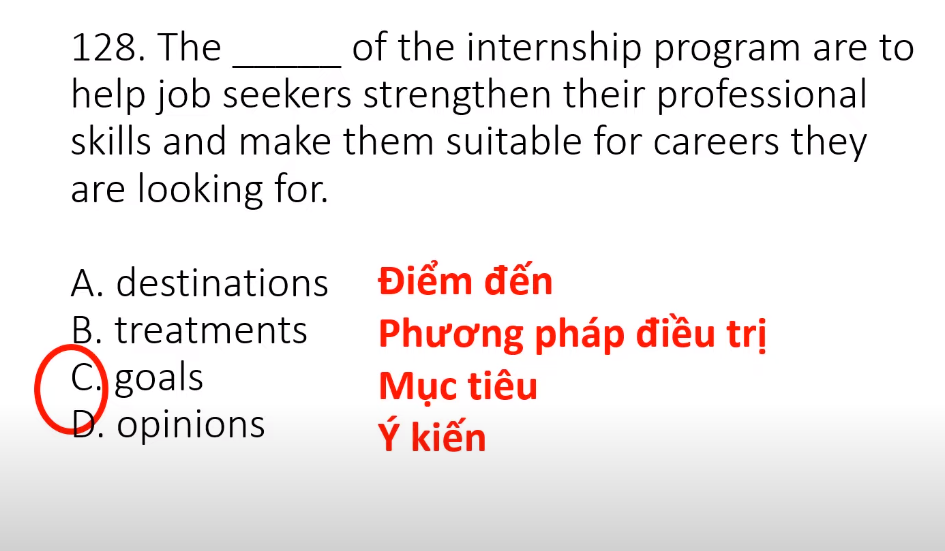 128. The _____ of the internship program are to
help job seekers strengthen their professional
skills and make them suitable for careers they
are looking for.
A. destinations Điểm đến
B. treatments Phương pháp điều trị
C. goals Mục tiêu
D. opinions Ý kiến